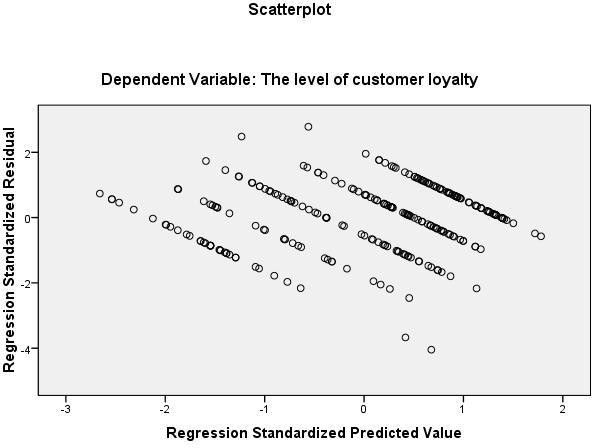 Scatterplot
Dependent Variable: The level of customer loyalty
Regression Standardized Residual
2
0
-2
-4
-3
-2
-1
0
1
2
Regression Standardized Predicted Value